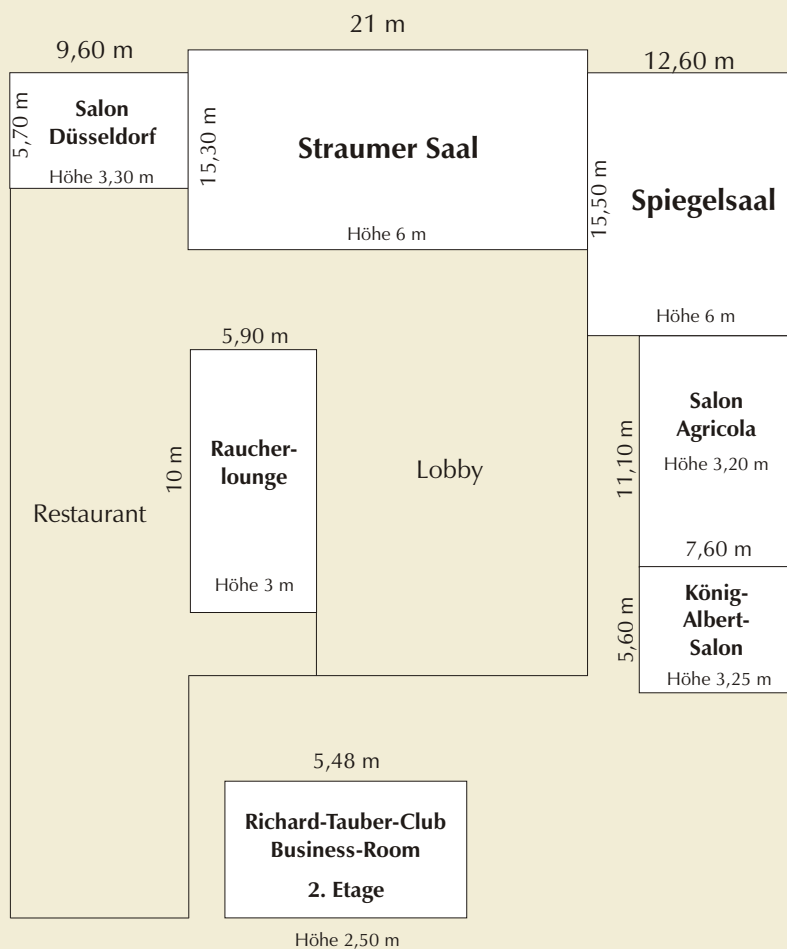 21 m
9,60 m
12,60 m
Salon
Düsseldorf
5,70 m
Höhe 3,30 m
15,30 m
Straumer Saal
Höhe 6 m
15,50 m
Spiegelsaal
Höhe 6 m
5,90 m
10 m
Raucher-
lounge
Höhe 3 m
Lobby
Restaurant
Salon
Agricola
Höhe 3,20 m
11,10 m
7,60 m
König-
Albert-
Salon
5,60 m
Höhe 3,25 m
5,48 m
Richard-Tauber-Club
Business-Room
2. Etage
Höhe 2,50 m